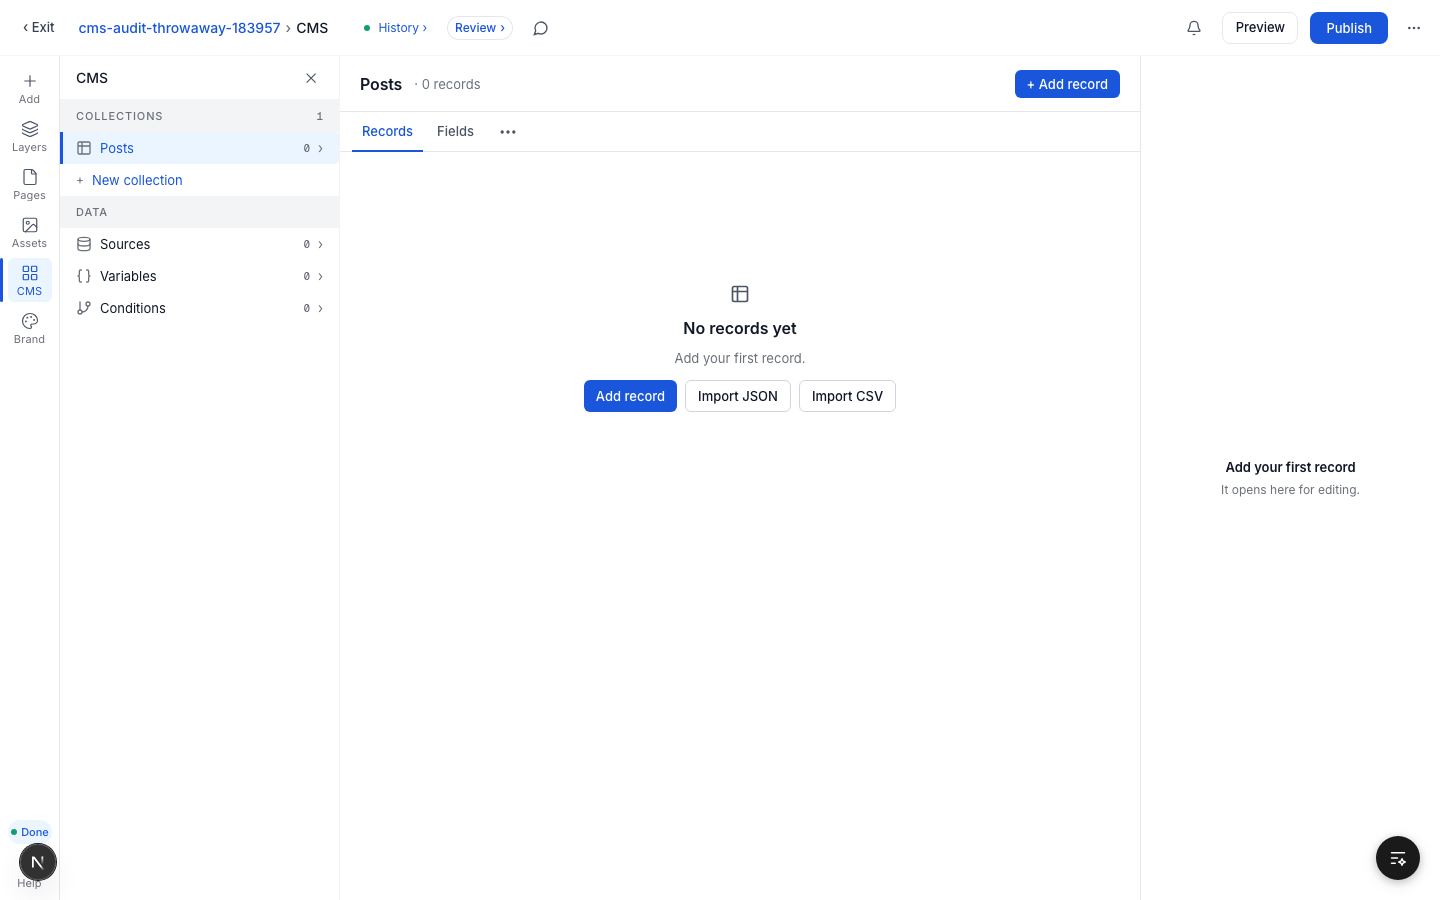 ‹ Exit
cms-audit-throwaway-183957 › CMS
History ›
Review ›
Preview
Publish
Add
Layers
Pages
Assets
CMS
Brand
Done
N
Help
CMS
COLLECTIONS 1
Posts 0 ›
+ New collection
DATA
Sources 0 ›
Variables 0 ›
Conditions 0 ›
Posts · 0 records
+ Add record
Records Fields
No records yet
Add your first record.
Add record Import JSON Import CSV
Add your first record
It opens here for editing.